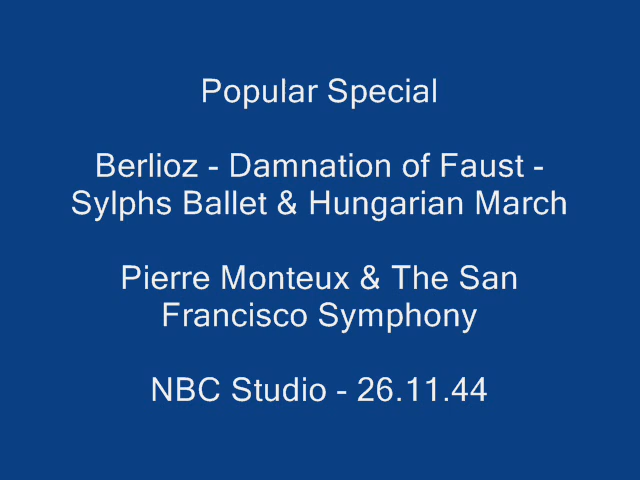 Popular Special
Berlioz - Damnation of Faust -
Sylphs Ballet & Hungarian March
Pierre Monteux & The San
Francisco Symphony
NBC Studio - 26.11.44